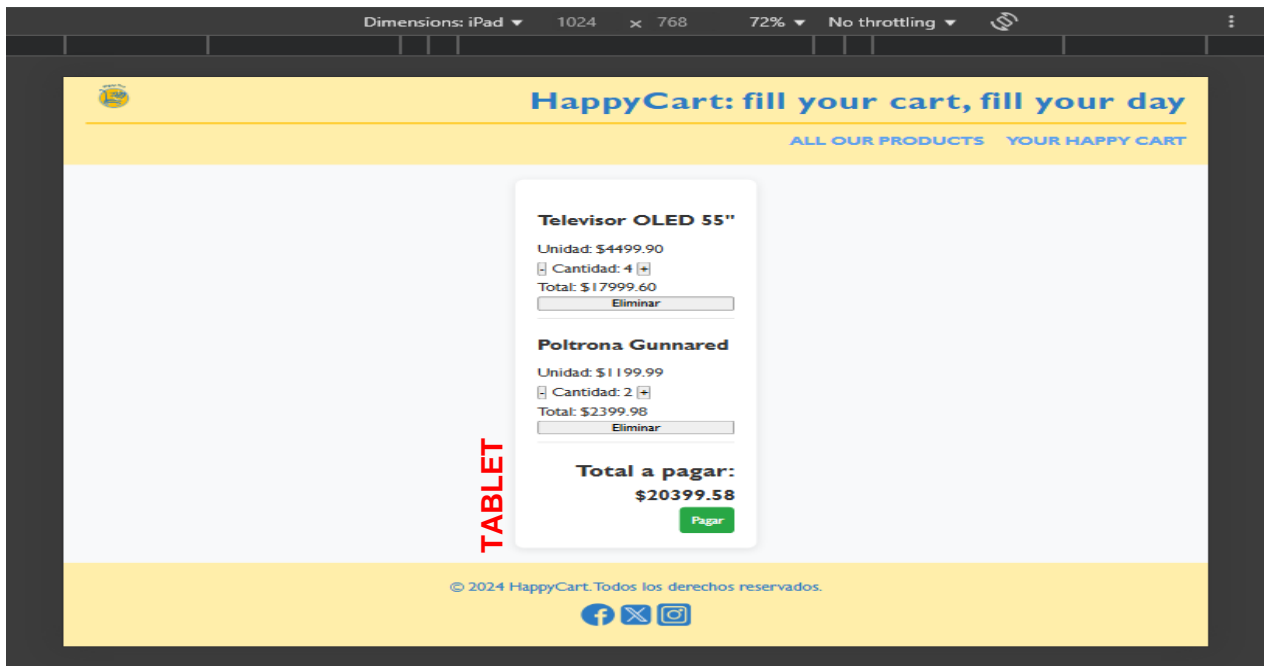 Dimensions: iPad 1024 × 768 72% No throttling
HappyCart: fill your cart, fill your day
ALL OUR PRODUCTS YOUR HAPPY CART
Televisor OLED 55"
Unidad: $4499.90
- Cantidad: 4 +
Total: $17999.60
Eliminar
Poltrona Gunnared
Unidad: $1199.99
- Cantidad: 2 +
Total: $2399.98
Eliminar
Total a pagar:
$20399.58
Pagar
TABLET
© 2024 HappyCart. Todos los derechos reservados.